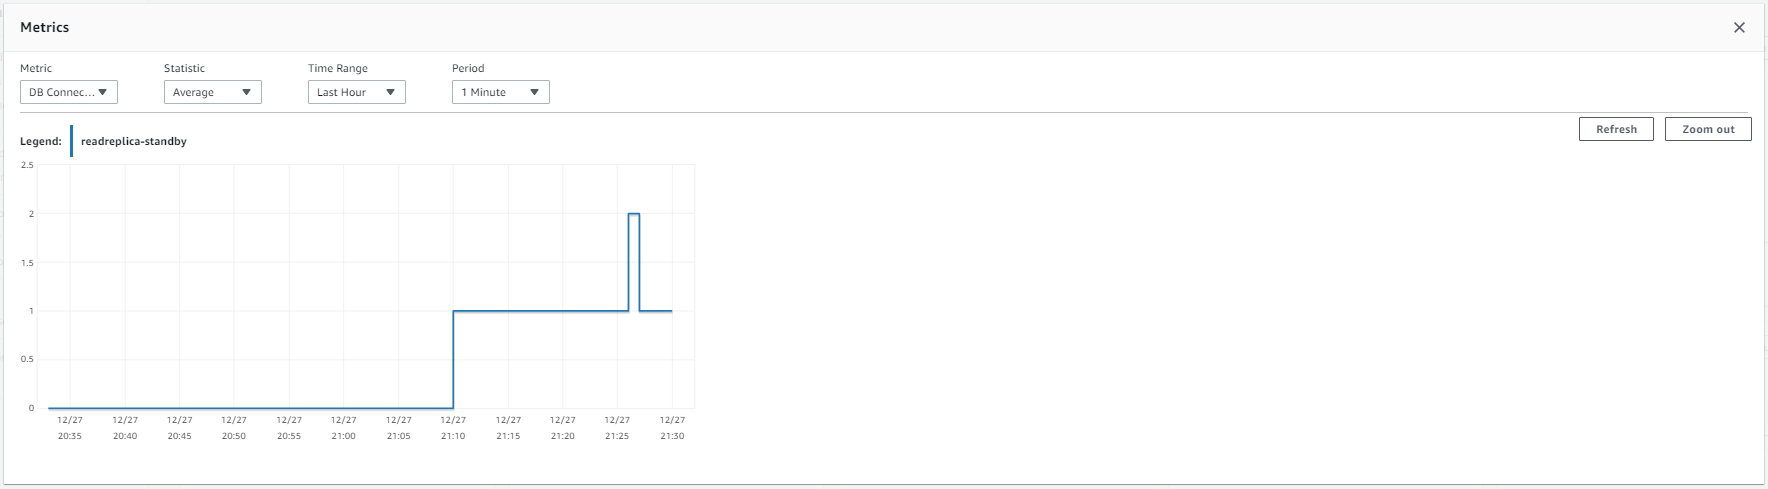 Metrics
Metric Statistic Time Range Period
DB Connec... Average Last Hour 1 Minute
Refresh Zoom out
Legend: readreplica-standby
2.5
2
1.5
1
0.5
0
12/27 12/27 12/27 12/27 12/27 12/27 12/27 12/27 12/27 12/27 12/27 12/27
20:35 20:40 20:45 20:50 20:55 21:00 21:05 21:10 21:15 21:20 21:25 21:30